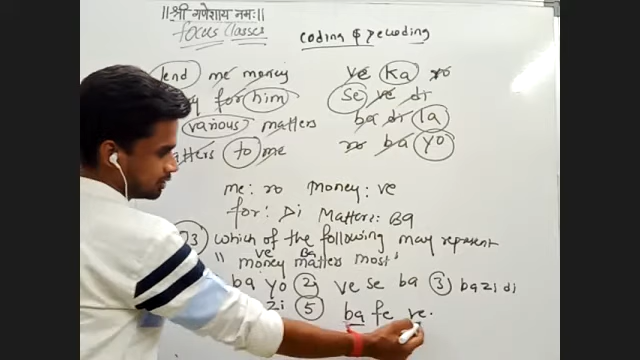 ||श्री गणेशाय नमः||
focus Classes
Coding & Decoding
lend me money ve ka ro
for him se ve di
various matters ba di la
to me ro ba yo
me: ro Money: ve
for: Di Matter: Ba
3) which of the following may represent
ve Ba
"money matters most"
ba yo 2) ve se ba 3) ba zi di
zi 5 ba fe ve.